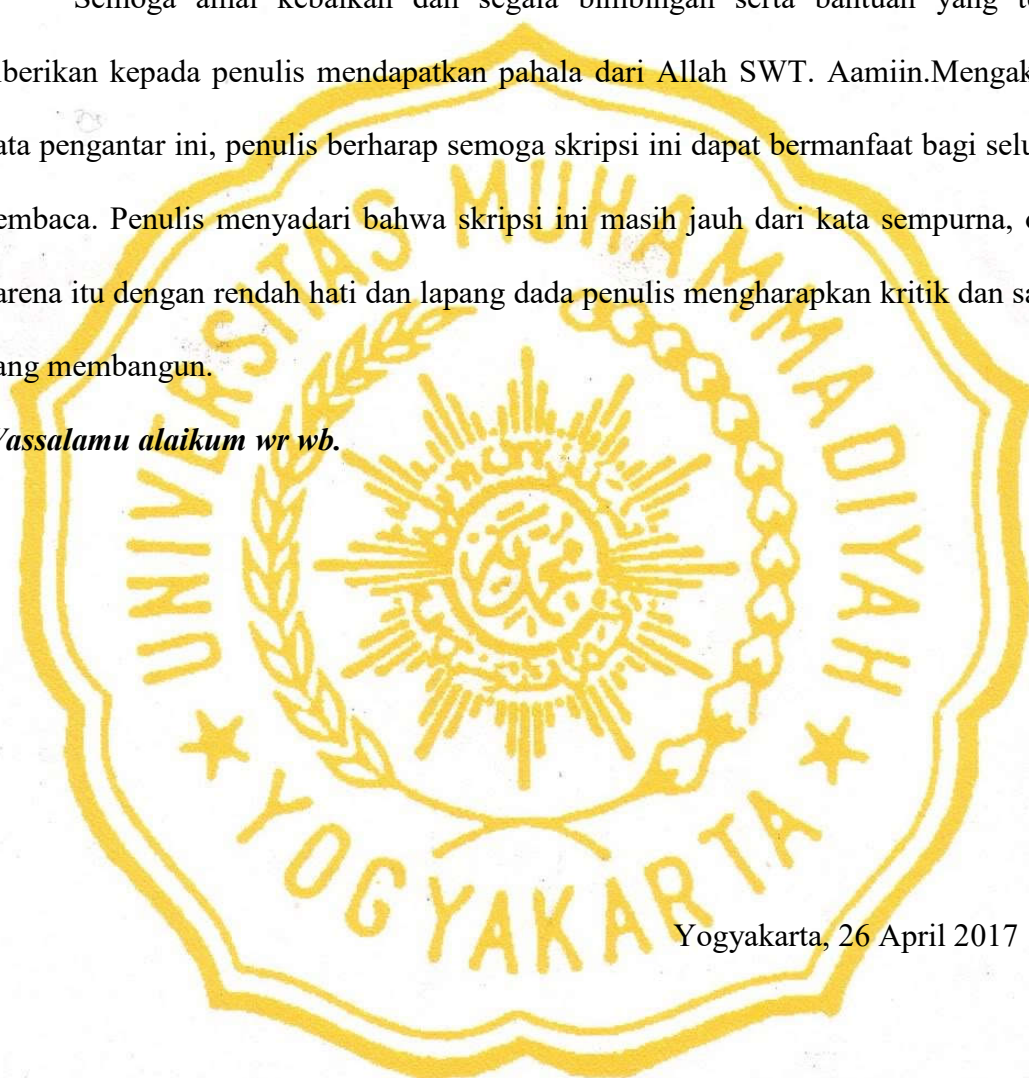 Semoga amal kebaikan dan segala bimbingan serta bantuan yang te
iberikan kepada penulis mendapatkan pahala dari Allah SWT. Aamiin.Mengak
ata pengantar ini, penulis berharap semoga skripsi ini dapat bermanfaat bagi selu
embaca. Penulis menyadari bahwa skripsi ini masih jauh dari kata sempurna,
arena itu dengan rendah hati dan lapang dada penulis mengharapkan kritik dan sa
ang membangun.
assalamu alaikum wr wb.
UNIVERSITAS MUHAMMADIYAH
YOGYAKARTA
Yogyakarta, 26 April 2017